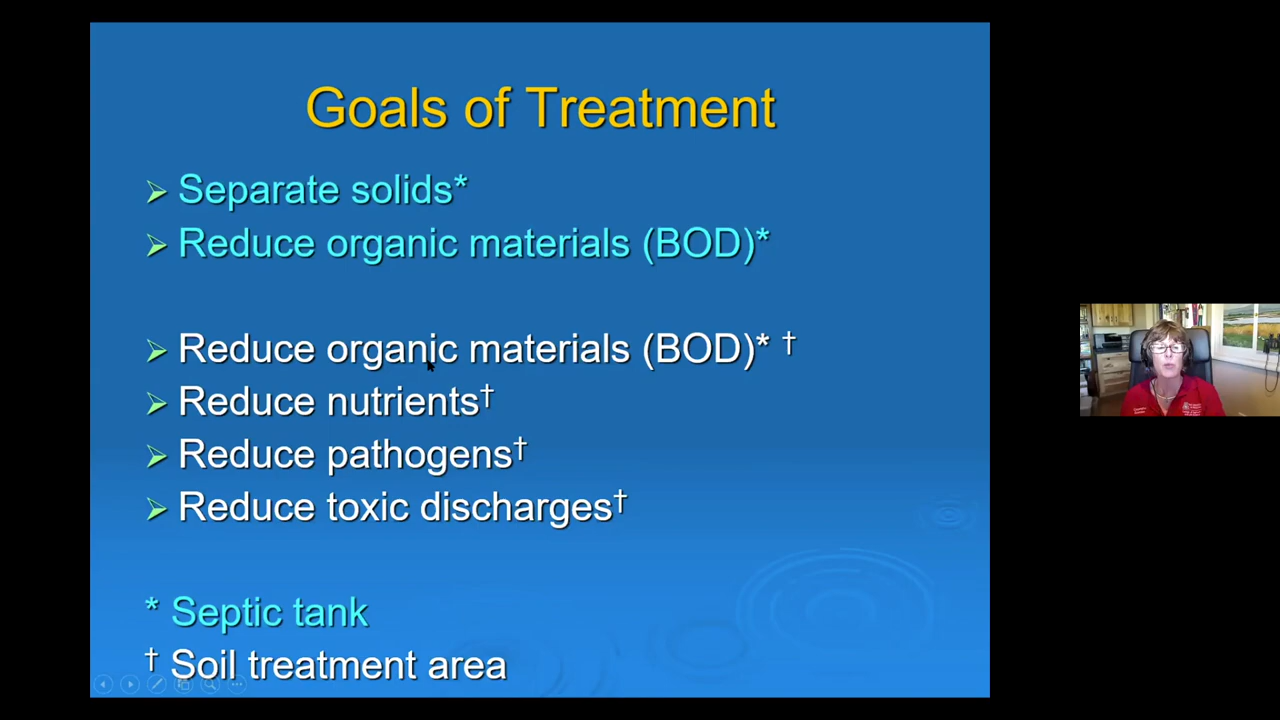 Goals of Treatment
Separate solids*
Reduce organic materials (BOD)*
Reduce organic materials (BOD)* †
Reduce nutrients†
Reduce pathogens†
Reduce toxic discharges†
* Septic tank
† Soil treatment area